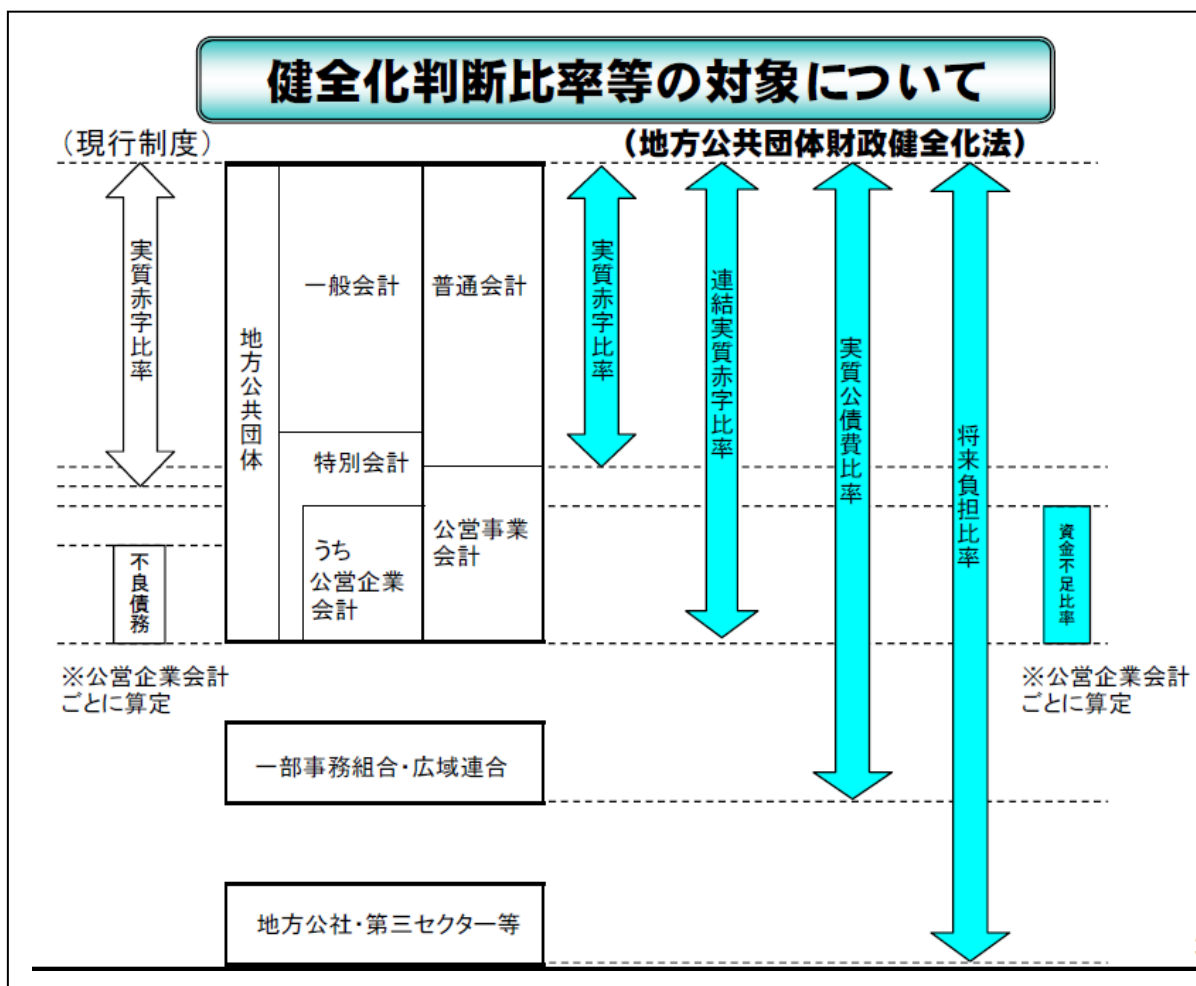 健全化判断比率等の対象について
(現行制度)
(地方公共団体財政健全化法)
実質赤字比率
不良債務
※公営企業会計
ごとに算定
地方公共団体
一般会計
特別会計
うち
公営企業
会計
普通会計
公営事業
会計
一部事務組合・広域連合
地方公社・第三セクター等
実質赤字比率
連結実質赤字比率
実質公債費比率
将来負担比率
資金不足比率
※公営企業会計
ごとに算定